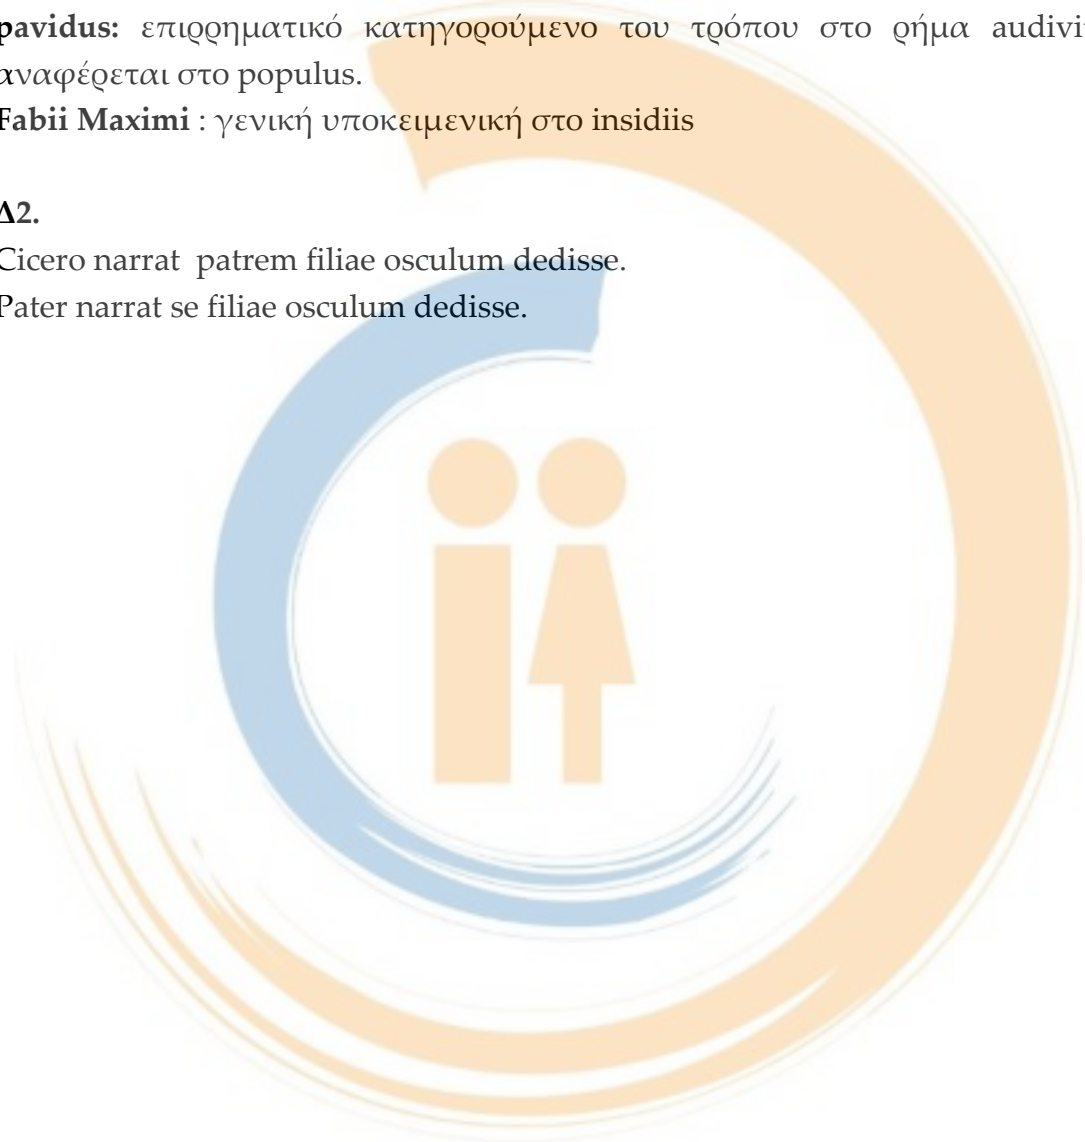 pavidus: επιρρηματικό κατηγορούμενο του τρόπου στο ρήμα audivit
αναφέρεται στο populus.
Fabii Maximi : γενική υποκειμενική στο insidiis
Δ2.
Cicero narrat patrem filiae osculum dedisse.
Pater narrat se filiae osculum dedisse.